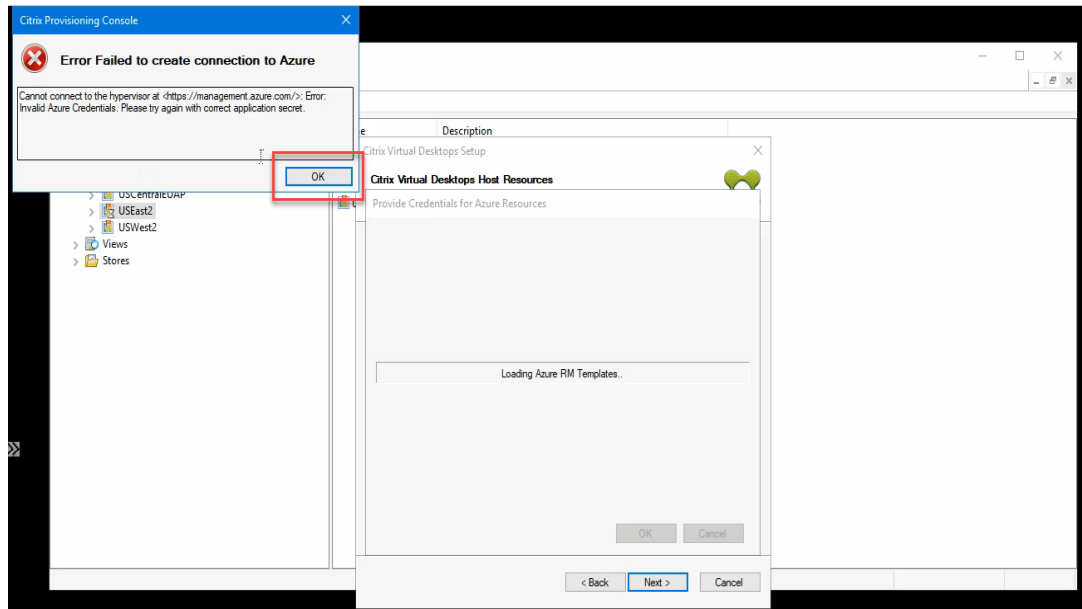 Citrix Provisioning Console
Error Failed to create connection to Azure
Cannot connect to the hypervisor at <https://management.azure.com/>: Error:
Invalid Azure Credentials. Please try again with correct application secret.
OK
Description
Citrix Virtual Desktops Setup
Citrix Virtual Desktops Host Resources
Provide Credentials for Azure Resources
USCentralEUAP
USEast2
USWest2
Views
Stores
Loading Azure RM Templates..
OK
Cancel
< Back
Next >
Cancel